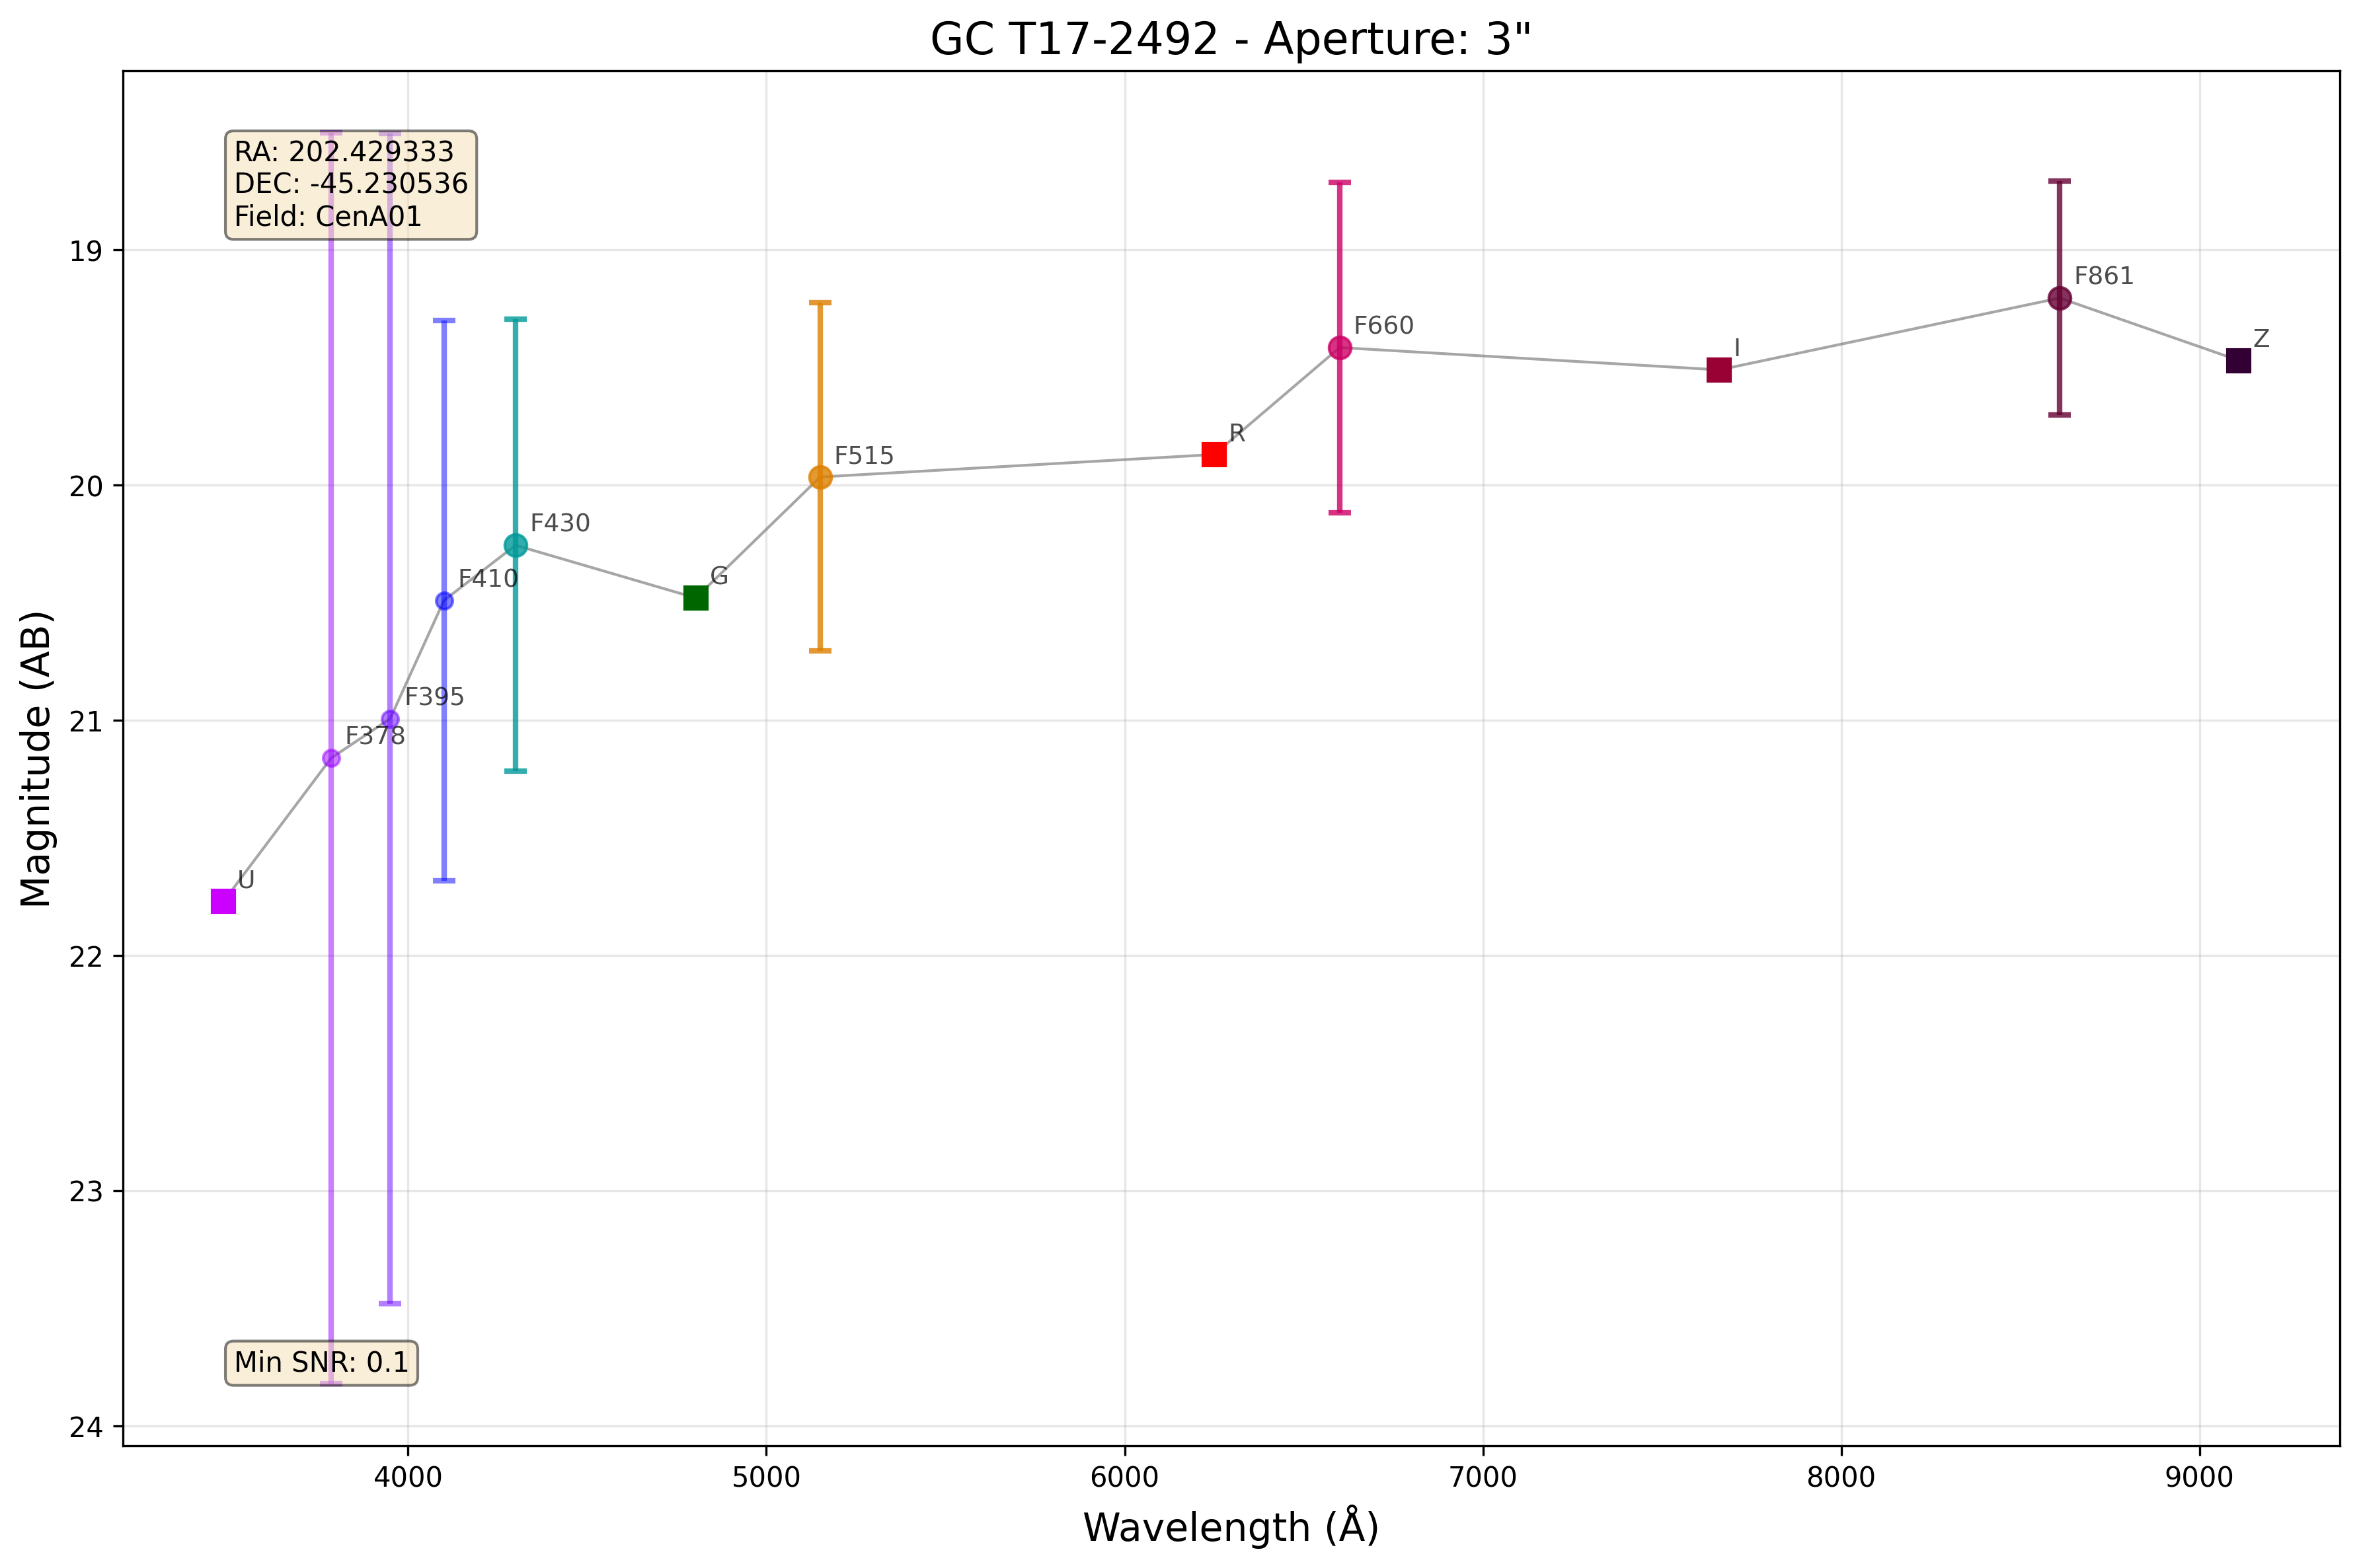 GC T17-2492 - Aperture: 3"
RA: 202.429333
DEC: -45.230536
Field: CenA01
F861
Z
F660
I
19
R
F515
20
F430
G
F410
F395
21
F378
U
22
23
Min SNR: 0.1
24
Magnitude (AB)
4000 5000 6000 7000 8000 9000
Wavelength (Å)